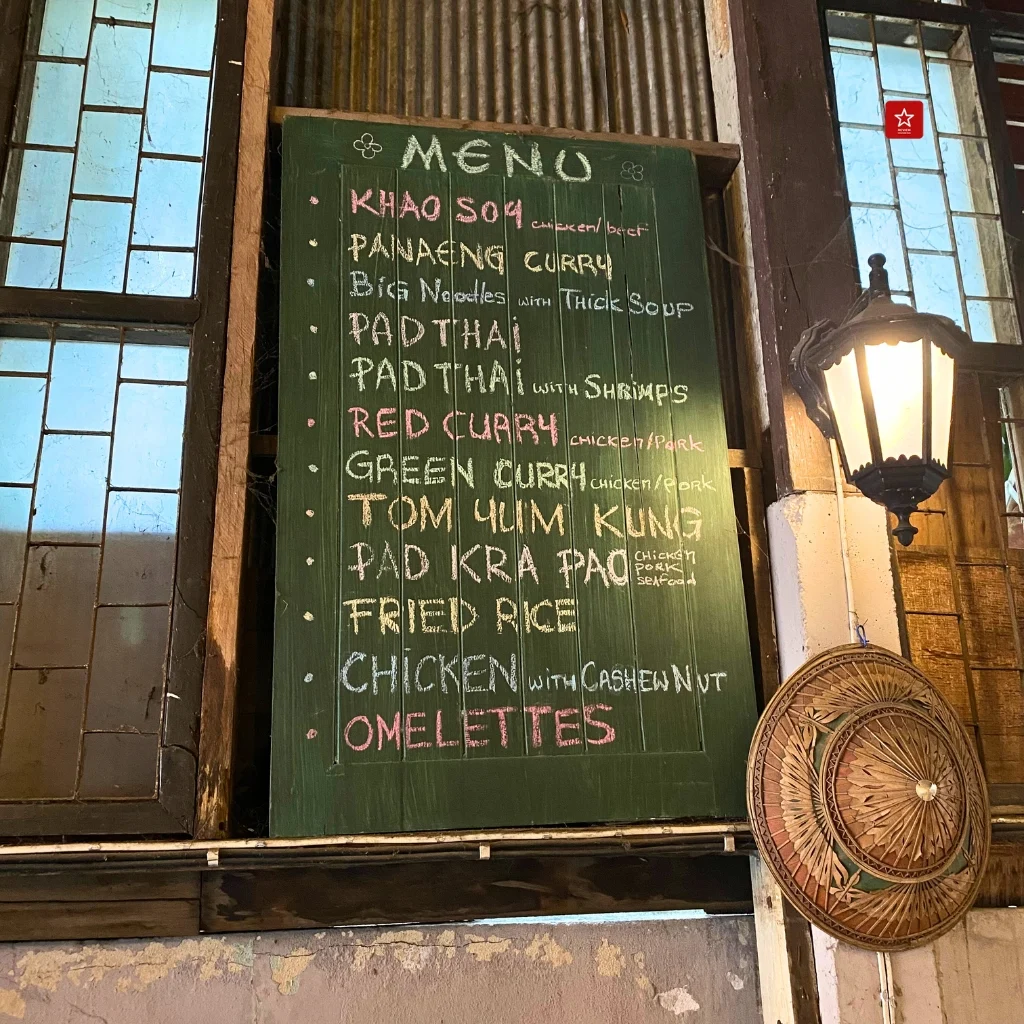 MENU
KHAO SOY chicken/beef
PANAENG CURRY
BiG Noodles WITH THICK SOUP
PAD THAi
PAD THAi WITH SHRiMPS
RED CURRY CHICKEN/PORK
GREEN CURRY chicken/pork
TOM YUM KUNG
PAD KRA PAO CHICKEN
PORK
SEAFOOD
FRIED RICE
CHiCKEN WITH CASHEW NUT
OMELETTES